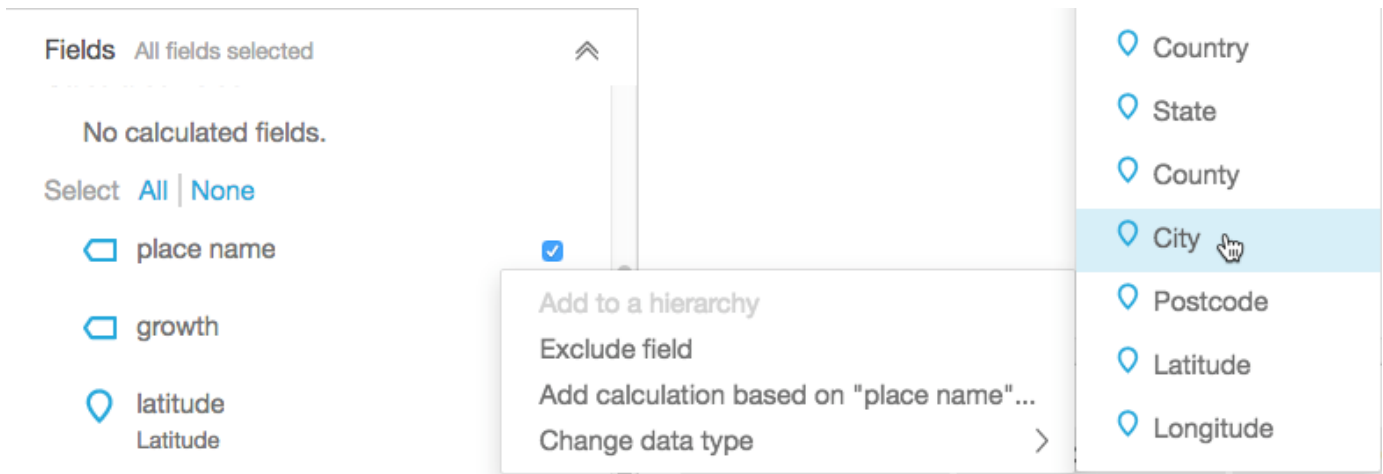 Fields All fields selected
No calculated fields.
Select All | None
place name
growth
latitude
Latitude
Add to a hierarchy
Exclude field
Add calculation based on "place name"...
Change data type
Country
State
County
City
Postcode
Latitude
Longitude